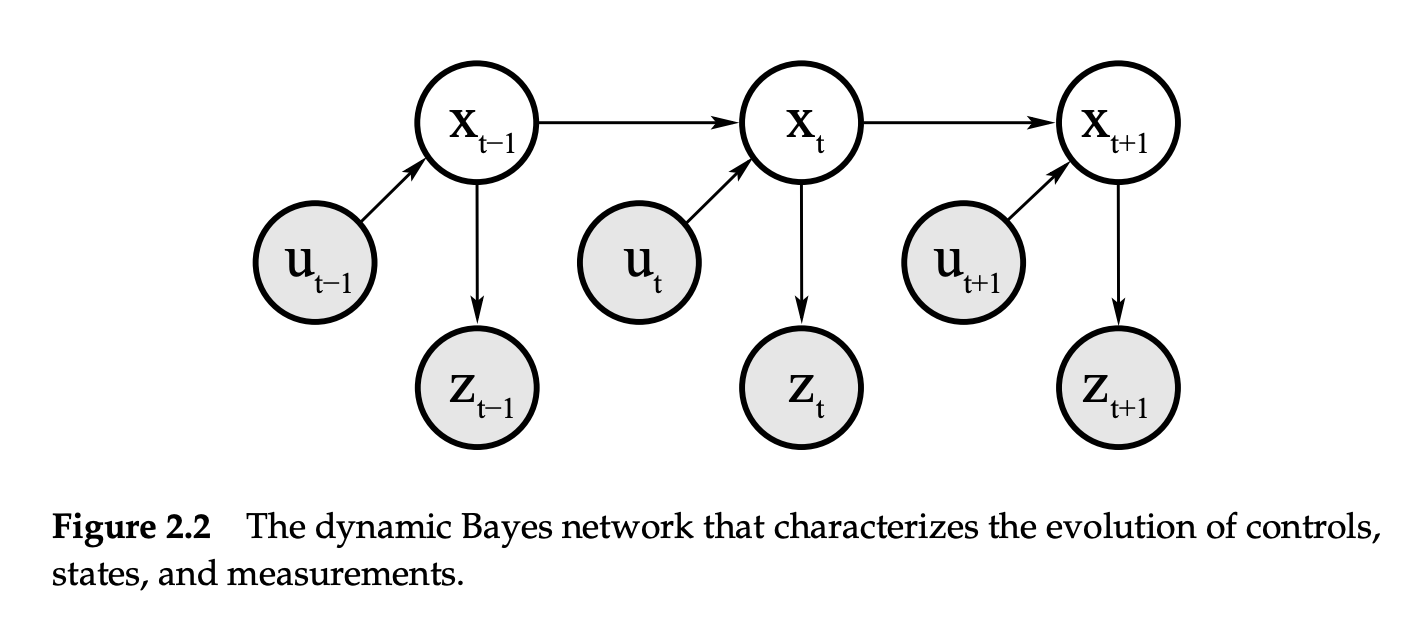 x_{t−1} x_t x_{t+1}
u_{t−1} u_t u_{t+1}
z_{t−1} z_t z_{t+1}
Figure 2.2 The dynamic Bayes network that characterizes the evolution of controls,
states, and measurements.